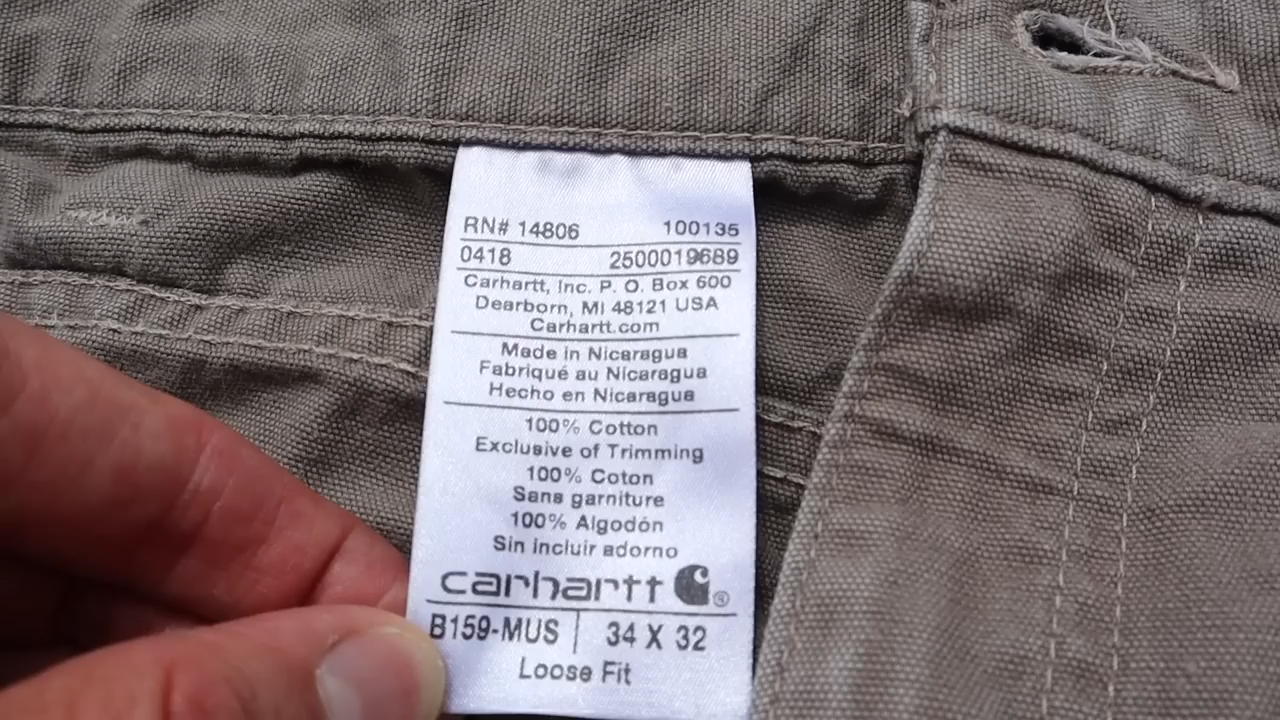 RN# 14806 100135
0418 2500019689
Carhartt, Inc. P. O. Box 600
Dearborn, MI 48121 USA
Carhartt.com
Made in Nicaragua
Fabriqué au Nicaragua
Hecho en Nicaragua
100% Cotton
Exclusive of Trimming
100% Coton
Sans garniture
100% Algodón
Sin incluir adorno
carhartt ®
B159-MUS | 34 X 32
Loose Fit